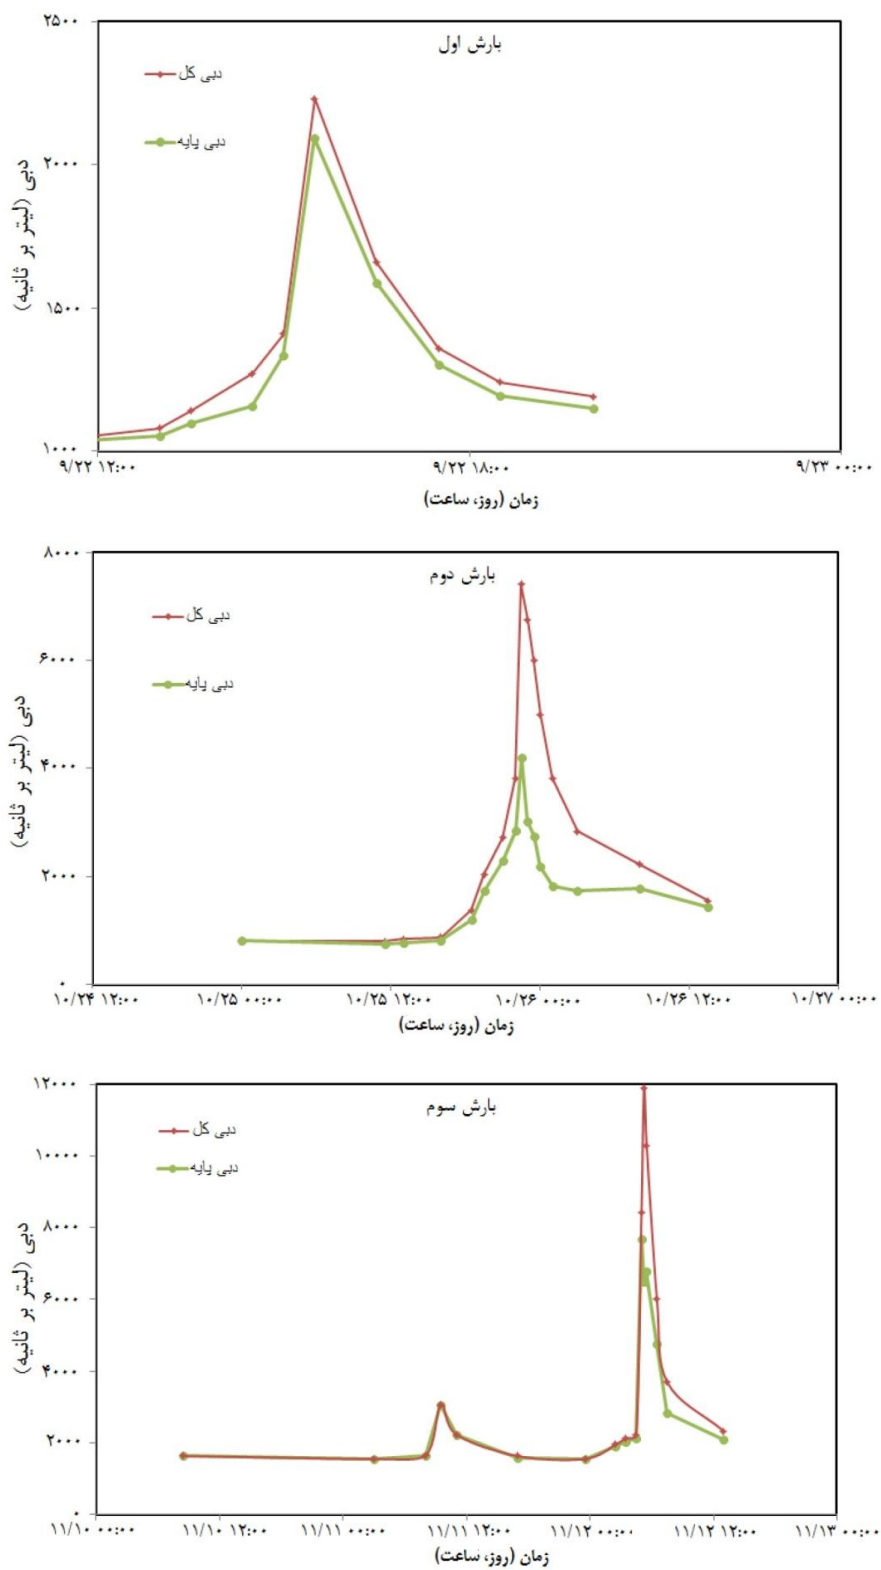 بارش اول
دبی کل
دبی پایه
۲۵۰۰
۲۰۰۰
۱۵۰۰
۱۰۰۰
دبی (لیتر بر ثانیه)
۹/۲۲ ۱۲:۰۰
۹/۲۲ ۱۸:۰۰
۹/۲۳ ۰۰:۰۰
زمان (روز، ساعت)
بارش دوم
دبی کل
دبی پایه
۸۰۰۰
۶۰۰۰
۴۰۰۰
۲۰۰۰
۰
دبی (لیتر بر ثانیه)
۱۰/۲۴ ۱۲:۰۰
۱۰/۲۵ ۰۰:۰۰
۱۰/۲۵ ۱۲:۰۰
۱۰/۲۶ ۰۰:۰۰
۱۰/۲۶ ۱۲:۰۰
۱۰/۲۷ ۰۰:۰۰
زمان (روز، ساعت)
بارش سوم
دبی کل
دبی پایه
۱۲۰۰۰
۱۰۰۰۰
۸۰۰۰
۶۰۰۰
۴۰۰۰
۲۰۰۰
۰
دبی (لیتر بر ثانیه)
۱۱/۱۰ ۰۰:۰۰
۱۱/۱۰ ۱۲:۰۰
۱۱/۱۱ ۰۰:۰۰
۱۱/۱۱ ۱۲:۰۰
۱۱/۱۲ ۰۰:۰۰
۱۱/۱۲ ۱۲:۰۰
۱۱/۱۳ ۰۰:۰۰
زمان (روز، ساعت)